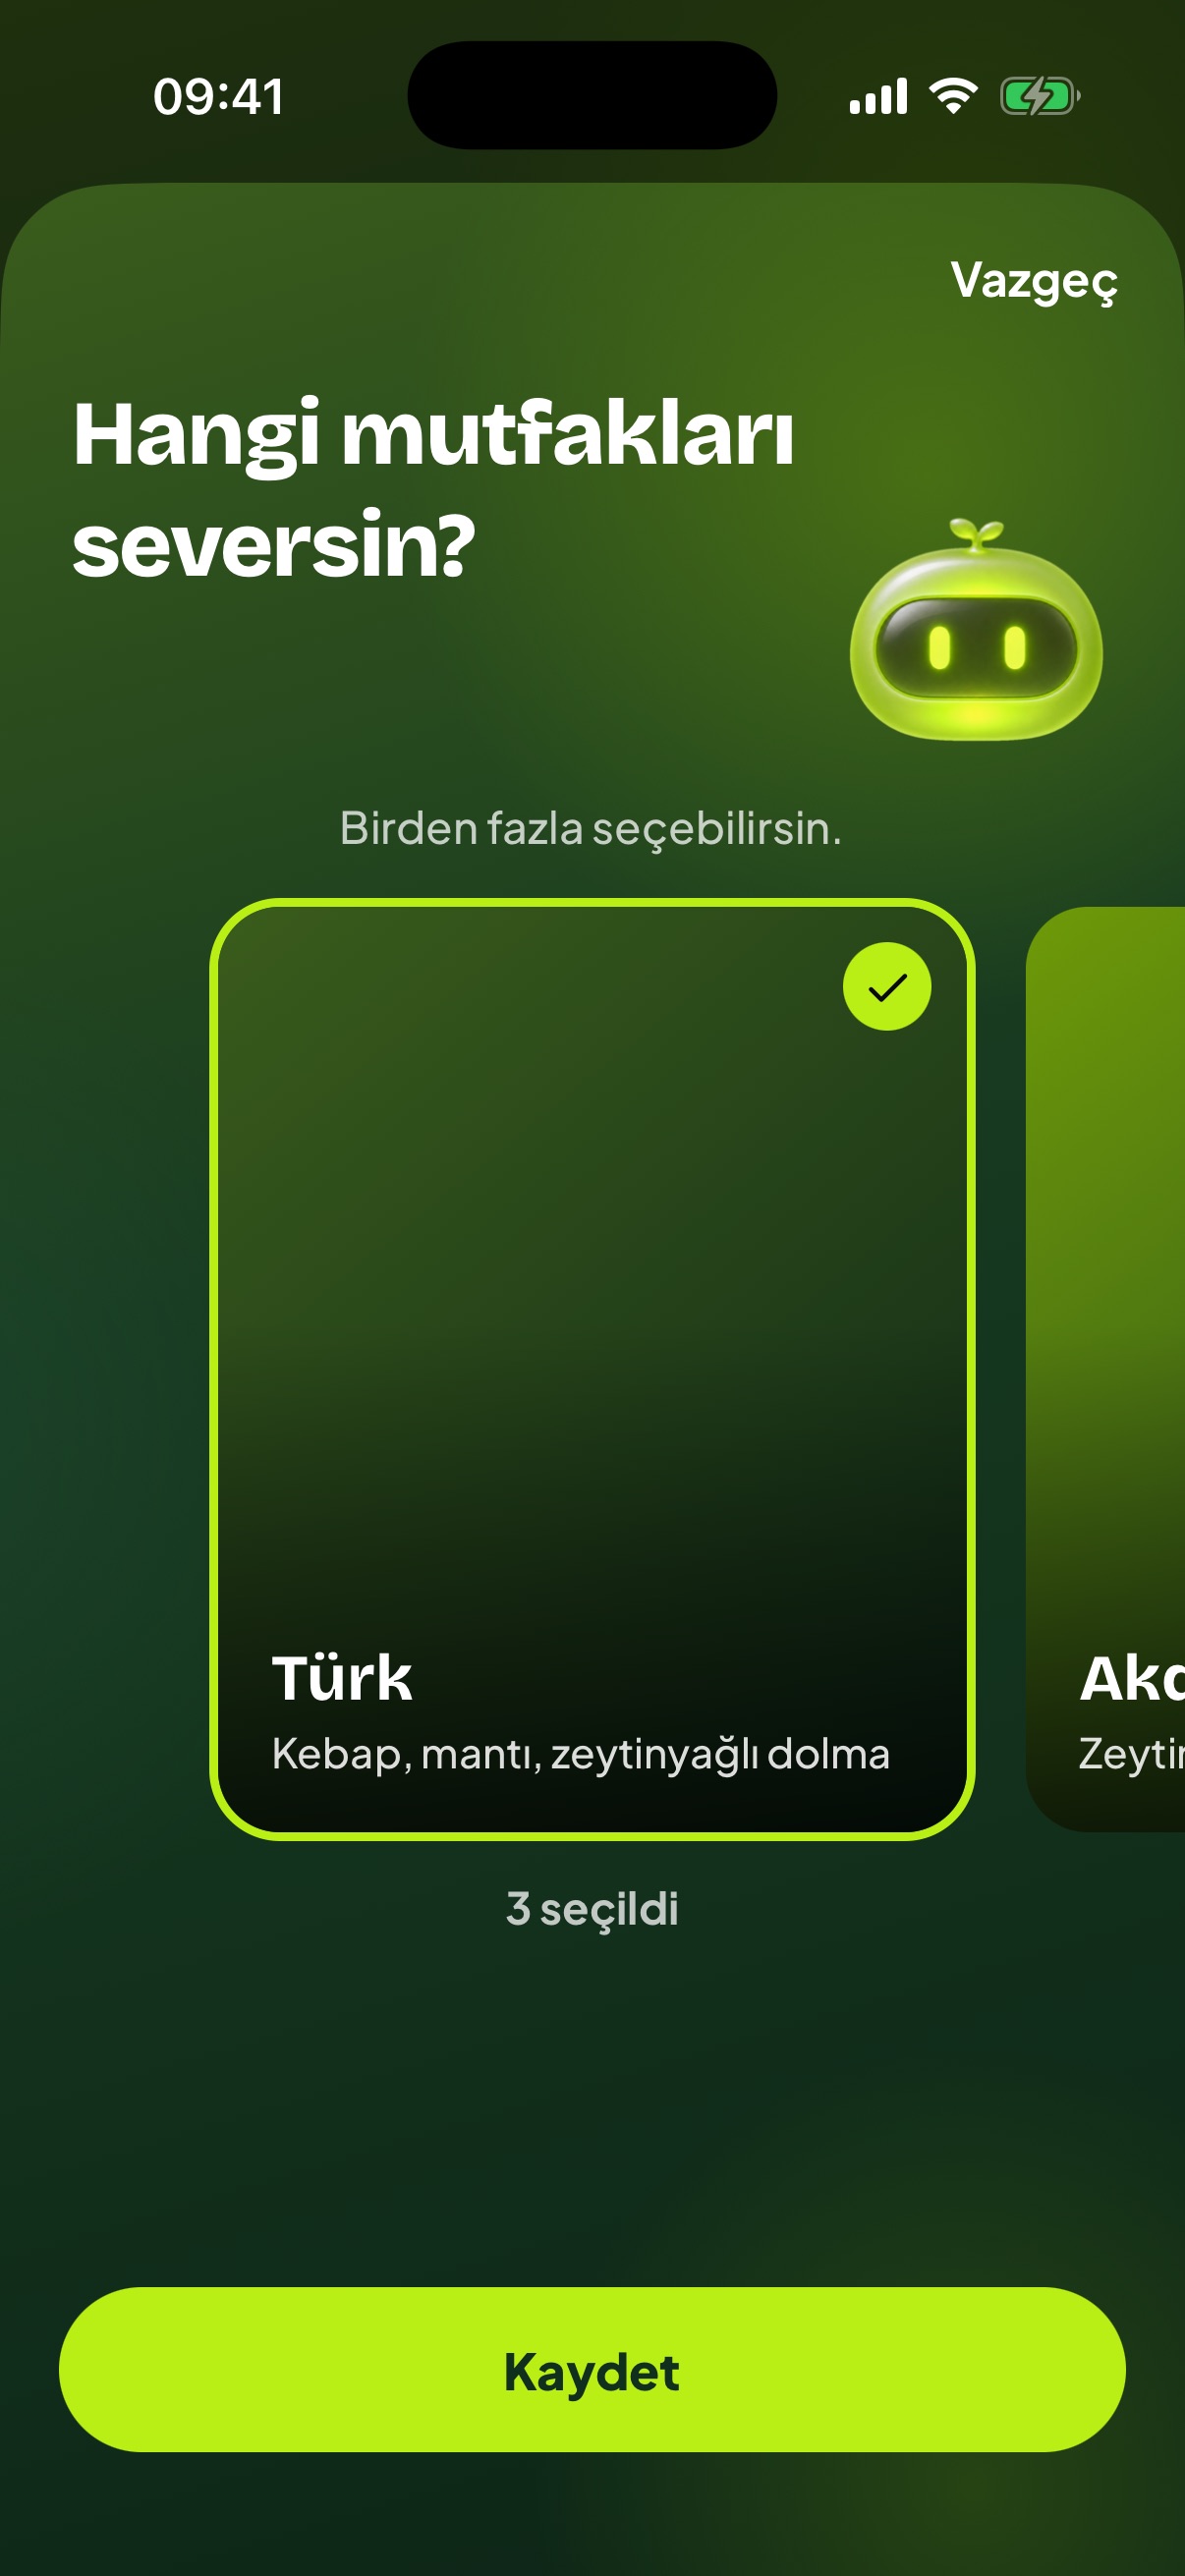 09:41
Vazgeç
Hangi mutfakları
seversin?
Birden fazla seçebilirsin.
Türk
Kebap, mantı, zeytinyağlı dolma
3 seçildi
Kaydet